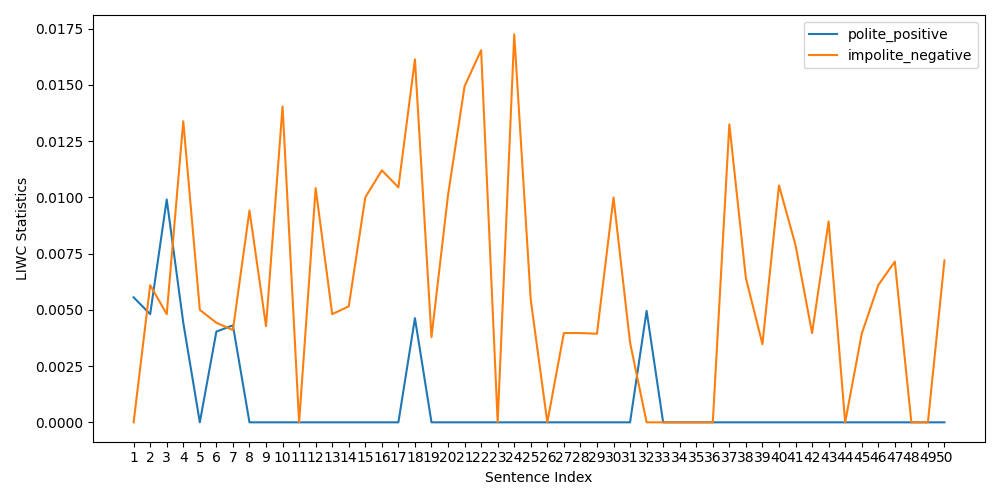 polite_positive
impolite_negative
0.0175
0.0150
0.0125
0.0100
0.0075
0.0050
0.0025
0.0000
LIWC Statistics
1 2 3 4 5 6 7 8 9 10 11 12 13 14 15 16 17 18 19 20 21 22 23 24 25 26 27 28 29 30 31 32 33 34 35 36 37 38 39 40 41 42 43 44 45 46 47 48 49 50
Sentence Index